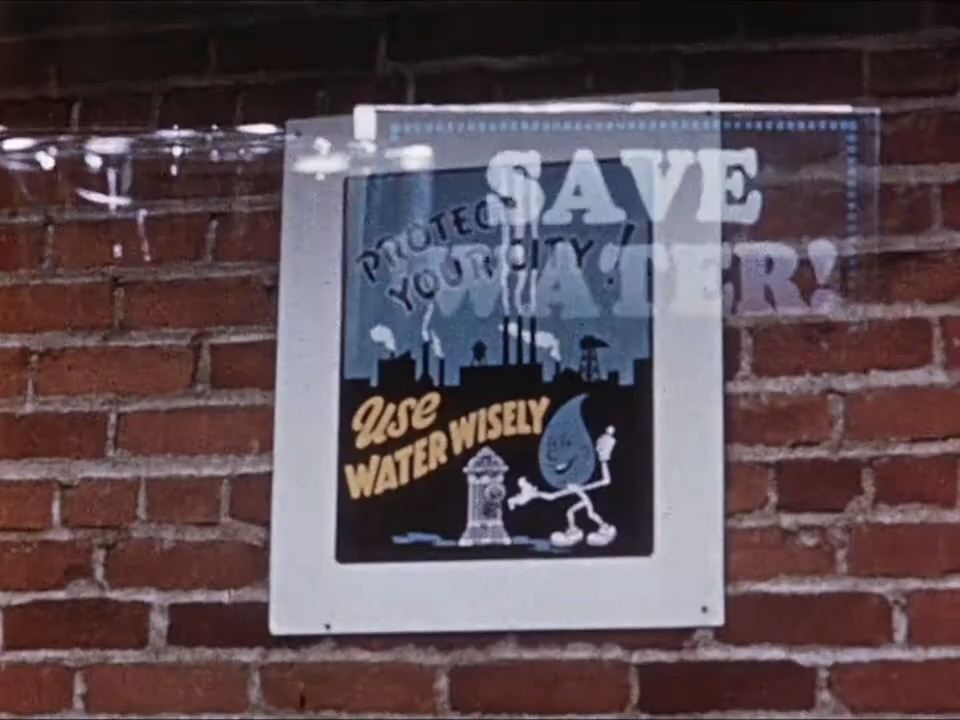 SAVE
WATER!
PROTECT
YOUR CITY!
Use
WATER WISELY